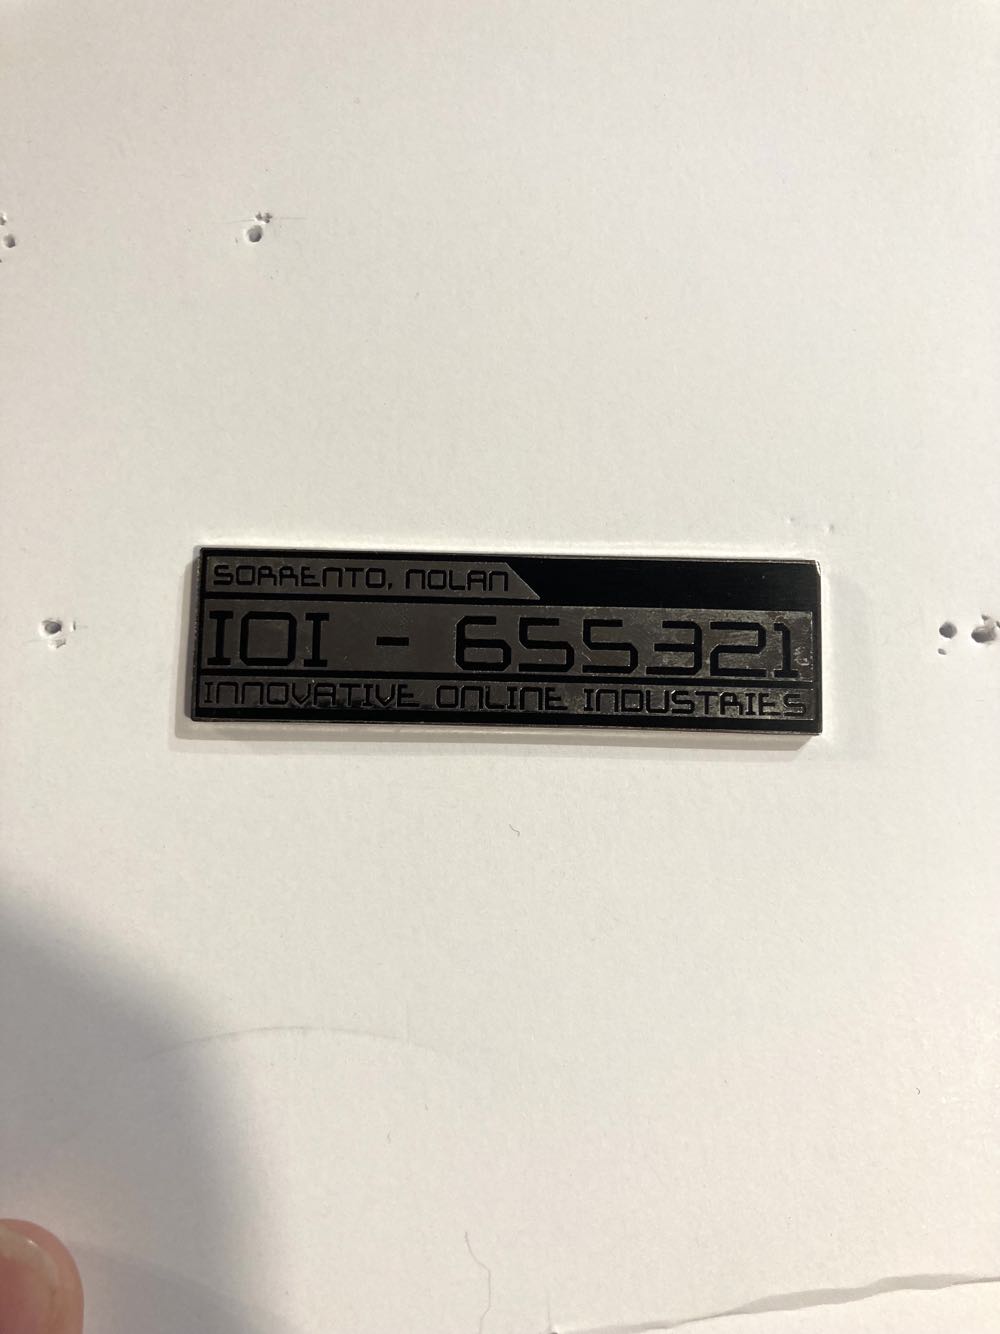 SORRENTO, NOLAN
IOI - 655321
INNOVATIVE ONLINE INDUSTRIES